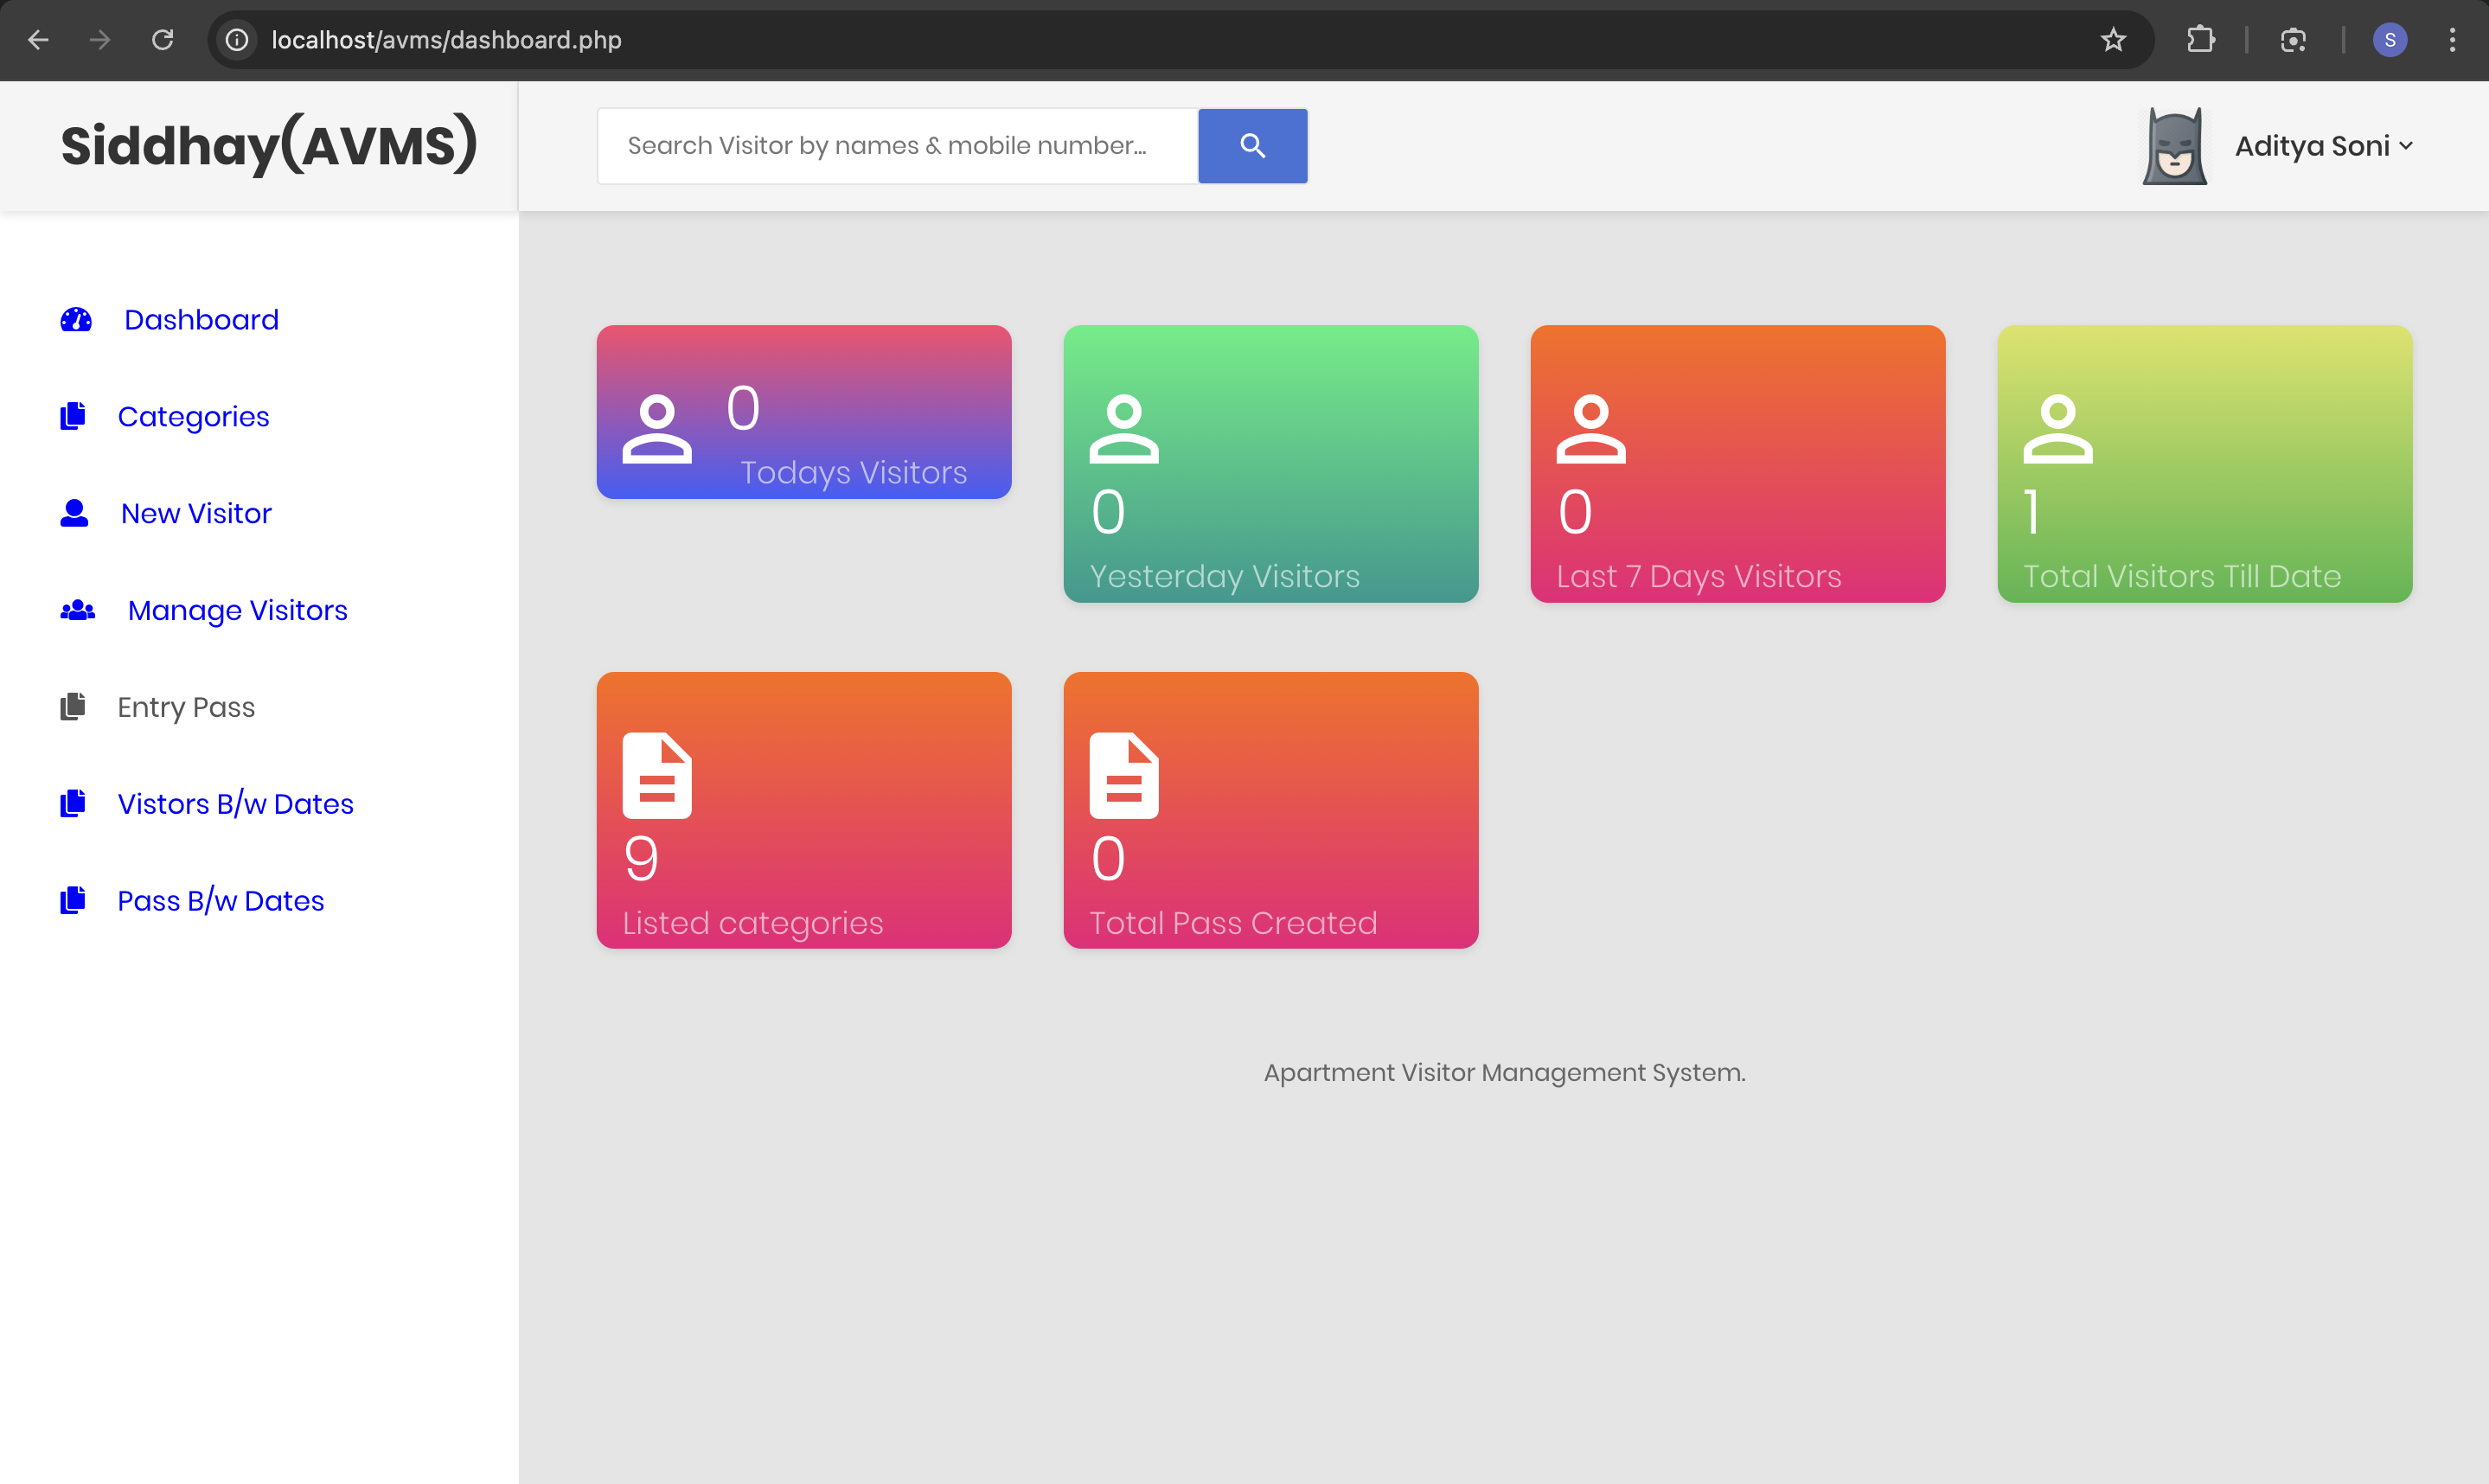 localhost/avms/dashboard.php
S
Siddhay(AVMS)
Search Visitor by names & mobile number...
Aditya Soni
Dashboard
Categories
New Visitor
Manage Visitors
Entry Pass
Vistors B/w Dates
Pass B/w Dates
0
Todays Visitors
0
Yesterday Visitors
0
Last 7 Days Visitors
1
Total Visitors Till Date
9
Listed categories
0
Total Pass Created
Apartment Visitor Management System.